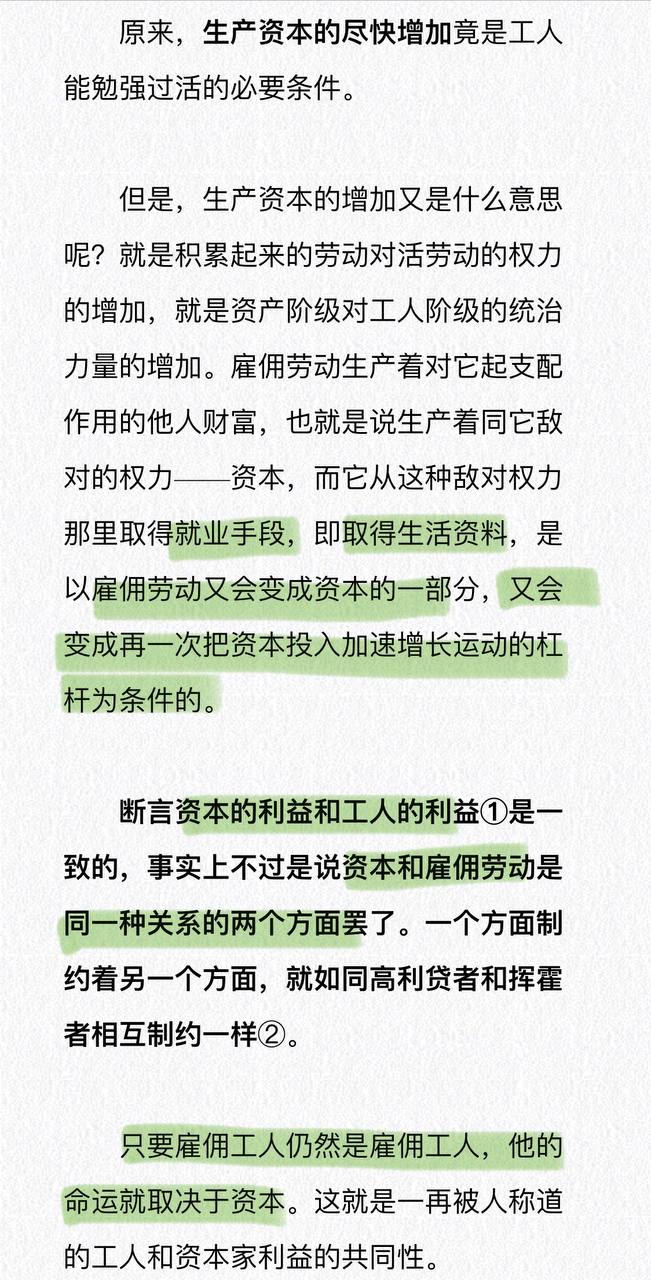 原来，生产资本的尽快增加竟是工人
能勉强过活的必要条件。
但是，生产资本的增加又是什么意思
呢？就是积累起来的劳动对活劳动的权力
的增加，就是资产阶级对工人阶级的统治
力量的增加。雇佣劳动生产着对它起支配
作用的他人财富，也就是说生产着同它敌
对的权力——资本，而它从这种敌对权力
那里取得就业手段，即取得生活资料，是
以雇佣劳动又会变成资本的一部分，又会
变成再一次把资本投入加速增长运动的杠
杆为条件的。
断言资本的利益和工人的利益①是一
致的，事实上不过是说资本和雇佣劳动是
同一种关系的两个方面罢了。一个方面制
约着另一个方面，就如同高利贷者和挥霍
者相互制约一样②。
只要雇佣工人仍然是雇佣工人，他的
命运就取决于资本。这就是一再被人称道
的工人和资本家利益的共同性。